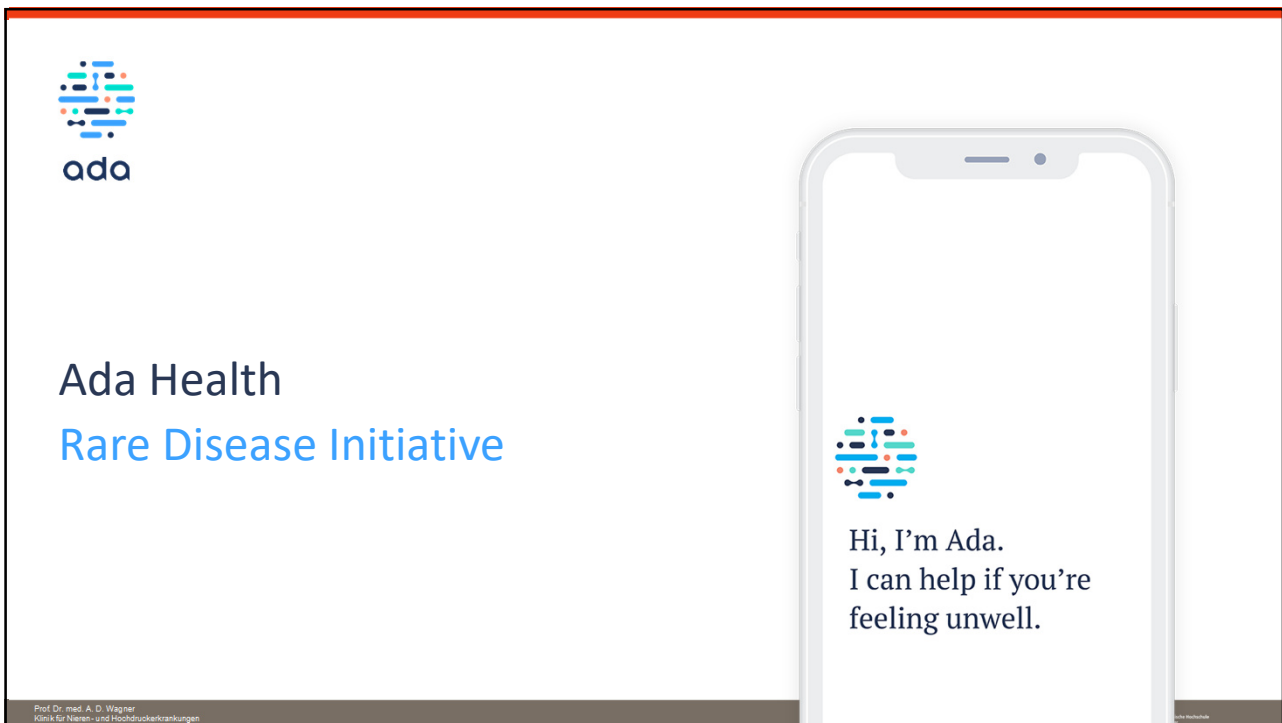 ada
Ada Health
Rare Disease Initiative
Hi, I'm Ada.
I can help if you're
feeling unwell.
Prof. Dr. med. A. D. Wagner
Klinik für Nieren- und Hochdruckerkrankungen
Hochschule